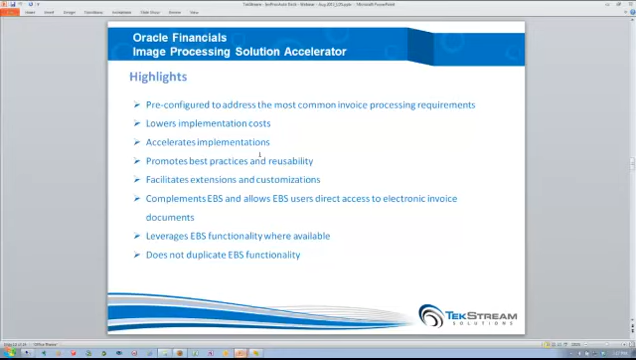 Oracle Financials
Image Processing Solution Accelerator
Highlights
Pre-configured to address the most common invoice processing requirements
Lowers implementation costs
Accelerates implementations
Promotes best practices and reusability
Facilitates extensions and customizations
Complements EBS and allows EBS users direct access to electronic invoice
documents
Leverages EBS functionality where available
Does not duplicate EBS functionality
TEKSTREAM
SOLUTIONS